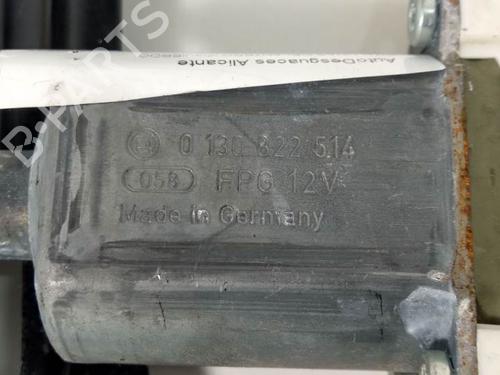 AutoDesguaces Alicante
B-PARTS
0 130 822 514
058 FPG 12V
Made in Germany